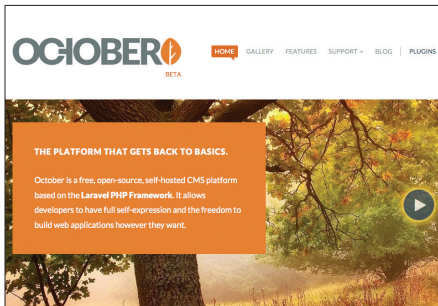 OCTOBER
BETA
HOME GALLERY FEATURES SUPPORT BLOG PLUGINS
THE PLATFORM THAT GETS BACK TO BASICS.
October is a free, open-source, self-hosted CMS platform
based on the Laravel PHP Framework. It allows
developers to have full self-expression and the freedom to
build web applications however they want.